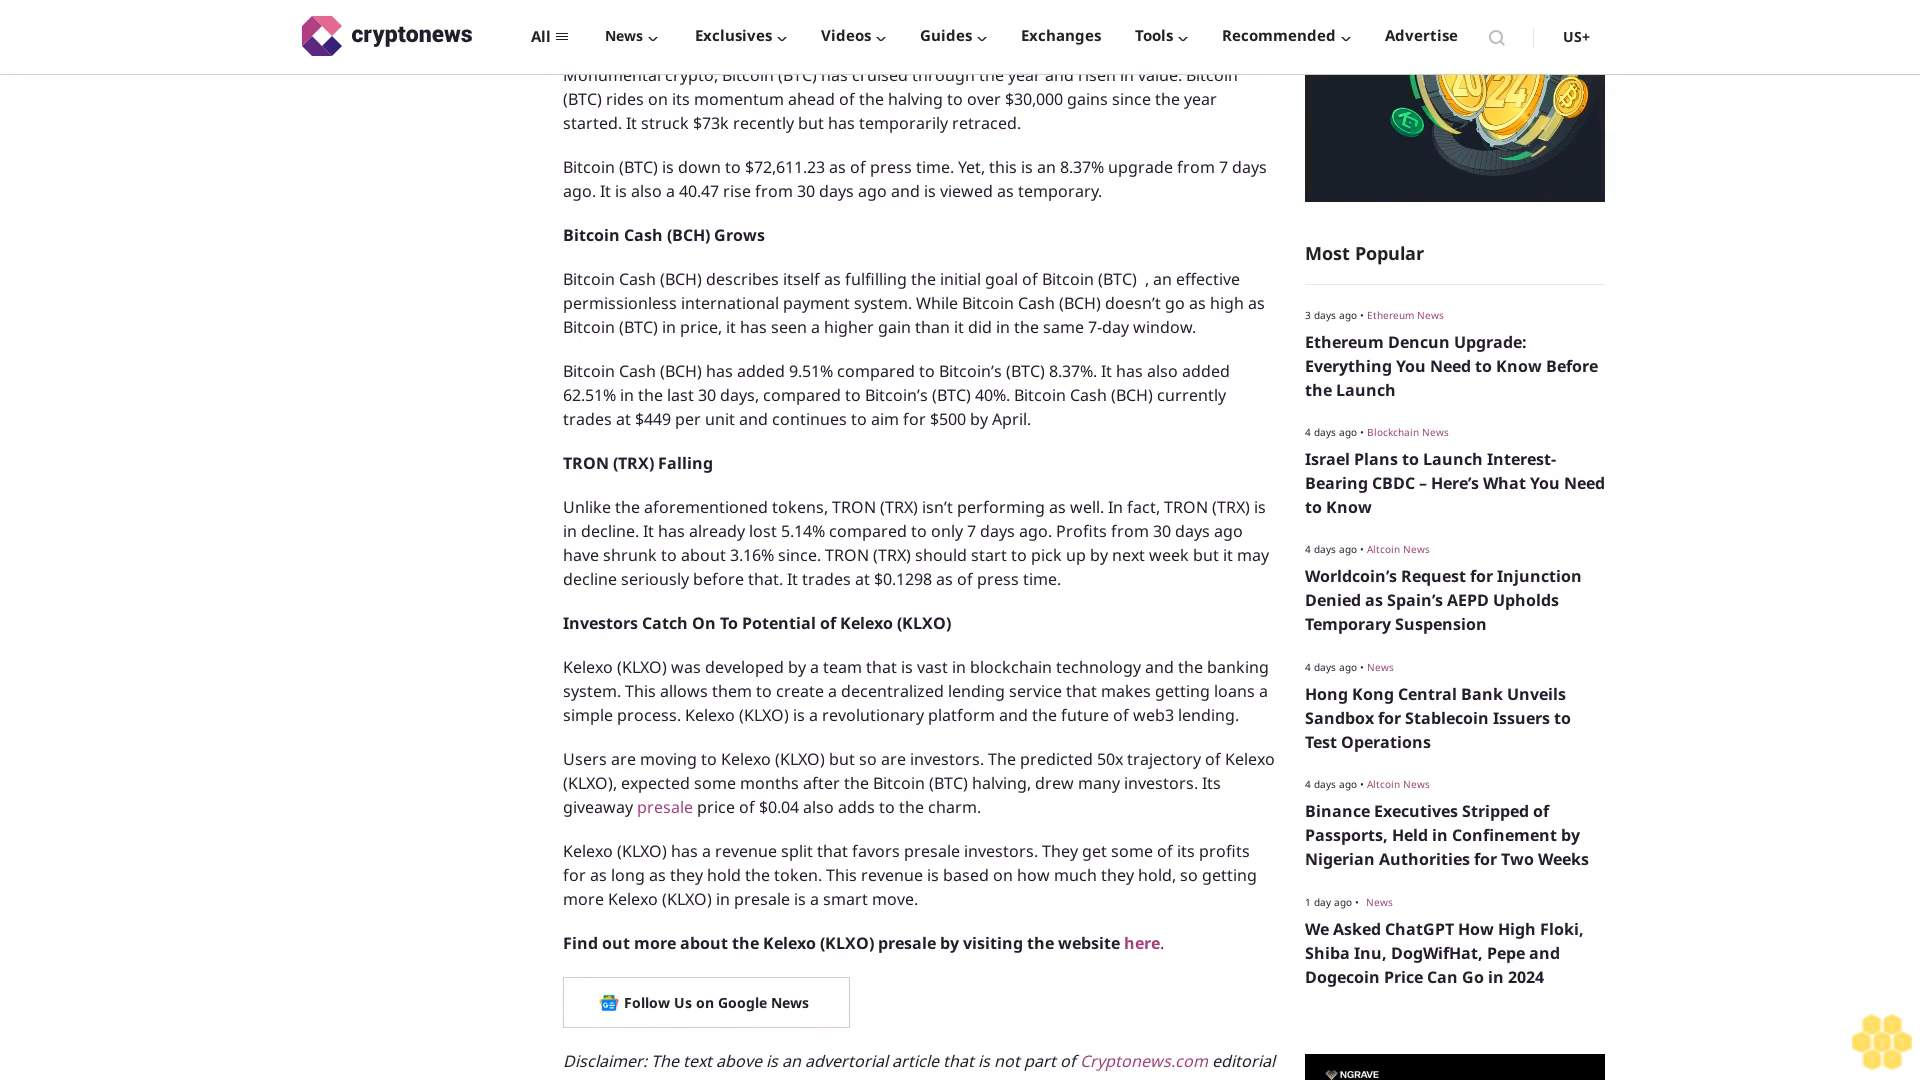 cryptonews
All
News
Exclusives
Videos
Guides
Exchanges
Tools
Recommended
Advertise
US+
Monumental crypto, Bitcoin (BTC) has cruised through the year and risen in value. Bitcoin
(BTC) rides on its momentum ahead of the halving to over $30,000 gains since the year
started. It struck $73k recently but has temporarily retraced.
Bitcoin (BTC) is down to $72,611.23 as of press time. Yet, this is an 8.37% upgrade from 7 days
ago. It is also a 40.47 rise from 30 days ago and is viewed as temporary.
Bitcoin Cash (BCH) Grows
Bitcoin Cash (BCH) describes itself as fulfilling the initial goal of Bitcoin (BTC)  , an effective
permissionless international payment system. While Bitcoin Cash (BCH) doesn’t go as high as
Bitcoin (BTC) in price, it has seen a higher gain than it did in the same 7-day window.
Bitcoin Cash (BCH) has added 9.51% compared to Bitcoin’s (BTC) 8.37%. It has also added
62.51% in the last 30 days, compared to Bitcoin’s (BTC) 40%. Bitcoin Cash (BCH) currently
trades at $449 per unit and continues to aim for $500 by April.
TRON (TRX) Falling
Unlike the aforementioned tokens, TRON (TRX) isn’t performing as well. In fact, TRON (TRX) is
in decline. It has already lost 5.14% compared to only 7 days ago. Profits from 30 days ago
have shrunk to about 3.16% since. TRON (TRX) should start to pick up by next week but it may
decline seriously before that. It trades at $0.1298 as of press time.
Investors Catch On To Potential of Kelexo (KLXO)
Kelexo (KLXO) was developed by a team that is vast in blockchain technology and the banking
system. This allows them to create a decentralized lending service that makes getting loans a
simple process. Kelexo (KLXO) is a revolutionary platform and the future of web3 lending.
Users are moving to Kelexo (KLXO) but so are investors. The predicted 50x trajectory of Kelexo
(KLXO), expected some months after the Bitcoin (BTC) halving, drew many investors. Its
giveaway presale price of $0.04 also adds to the charm.
Kelexo (KLXO) has a revenue split that favors presale investors. They get some of its profits
for as long as they hold the token. This revenue is based on how much they hold, so getting
more Kelexo (KLXO) in presale is a smart move.
Find out more about the Kelexo (KLXO) presale by visiting the website here.
Follow Us on Google News
Disclaimer: The text above is an advertorial article that is not part of Cryptonews.com editorial
20 24
Most Popular
3 days ago • Ethereum News
Ethereum Dencun Upgrade:
Everything You Need to Know Before
the Launch
4 days ago • Blockchain News
Israel Plans to Launch Interest-
Bearing CBDC – Here’s What You Need
to Know
4 days ago • Altcoin News
Worldcoin’s Request for Injunction
Denied as Spain’s AEPD Upholds
Temporary Suspension
4 days ago • News
Hong Kong Central Bank Unveils
Sandbox for Stablecoin Issuers to
Test Operations
4 days ago • Altcoin News
Binance Executives Stripped of
Passports, Held in Confinement by
Nigerian Authorities for Two Weeks
1 day ago • News
We Asked ChatGPT How High Floki,
Shiba Inu, DogWifHat, Pepe and
Dogecoin Price Can Go in 2024
NGRAVE